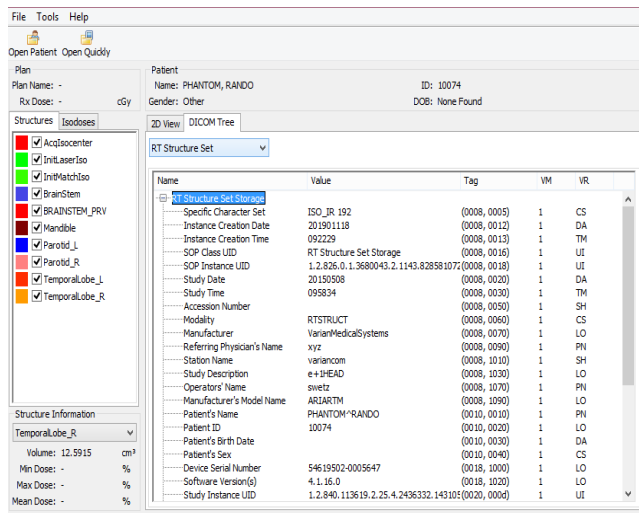 File Tools Help
Open Patient Open Quickly
Plan
Plan Name: -
Rx Dose: - cGy
Patient
Name: PHANTOM, RANDO ID: 10074
Gender: Other DOB: None Found
Structures Isodoses
AcqIsocenter
InitLaserIso
InitMatchIso
BrainStem
BRAINSTEM_PRV
Mandible
Parotid_L
Parotid_R
TemporalLobe_L
TemporalLobe_R
Structure Information
TemporalLobe_R
Volume: 12.5915 cm³
Min Dose: - %
Max Dose: - %
Mean Dose: - %
2D View DICOM Tree
RT Structure Set
Name Value Tag VM VR
RT Structure Set Storage
Specific Character Set ISO_IR 192 (0008, 0005) 1 CS
Instance Creation Date 201901118 (0008, 0012) 1 DA
Instance Creation Time 092229 (0008, 0013) 1 TM
SOP Class UID RT Structure Set Storage (0008, 0016) 1 UI
SOP Instance UID 1.2.826.0.1.3680043.2.1143.828581072 (0008, 0018) 1 UI
Study Date 20150508 (0008, 0020) 1 DA
Study Time 095834 (0008, 0030) 1 TM
Accession Number (0008, 0050) 1 SH
Modality RTSTRUCT (0008, 0060) 1 CS
Manufacturer VarianMedicalSystems (0008, 0070) 1 LO
Referring Physician's Name xyz (0008, 0090) 1 PN
Station Name variancom (0008, 1010) 1 SH
Study Description e+1HEAD (0008, 1030) 1 LO
Operators' Name swetz (0008, 1070) 1 PN
Manufacturer's Model Name ARIARTM (0008, 1090) 1 LO
Patient's Name PHANTOM^RANDO (0010, 0010) 1 PN
Patient ID 10074 (0010, 0020) 1 LO
Patient's Birth Date (0010, 0030) 1 DA
Patient's Sex (0010, 0040) 1 CS
Device Serial Number 54619502-0005647 (0018, 1000) 1 LO
Software Version(s) 4.1.16.0 (0018, 1020) 1 LO
Study Instance UID 1.2.840.113619.2.25.4.2436332.143105 (0020, 000d) 1 UI